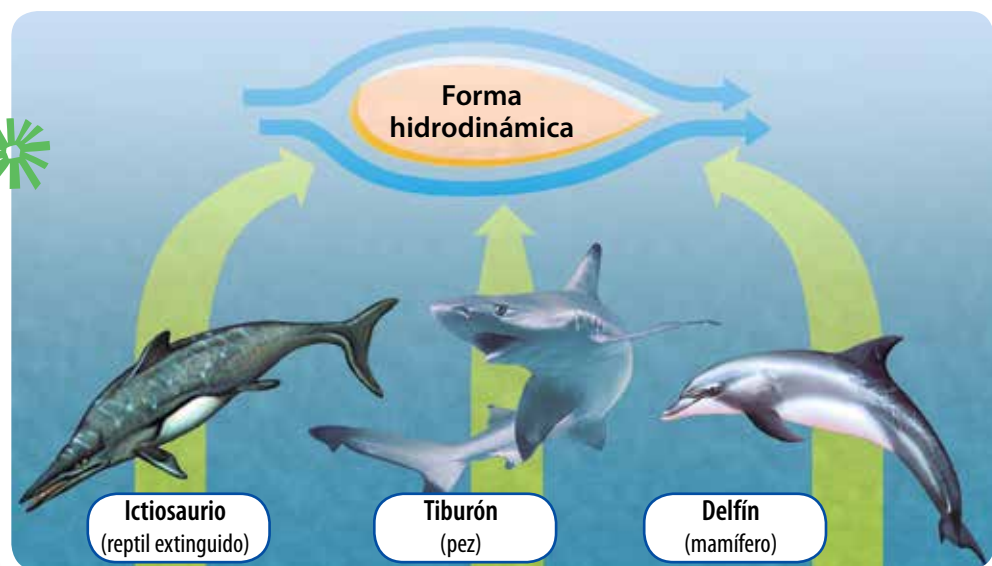 Forma
hidrodinámica
Ictiosaurio
(reptil extinguido)
Tiburón
(pez)
Delfín
(mamífero)